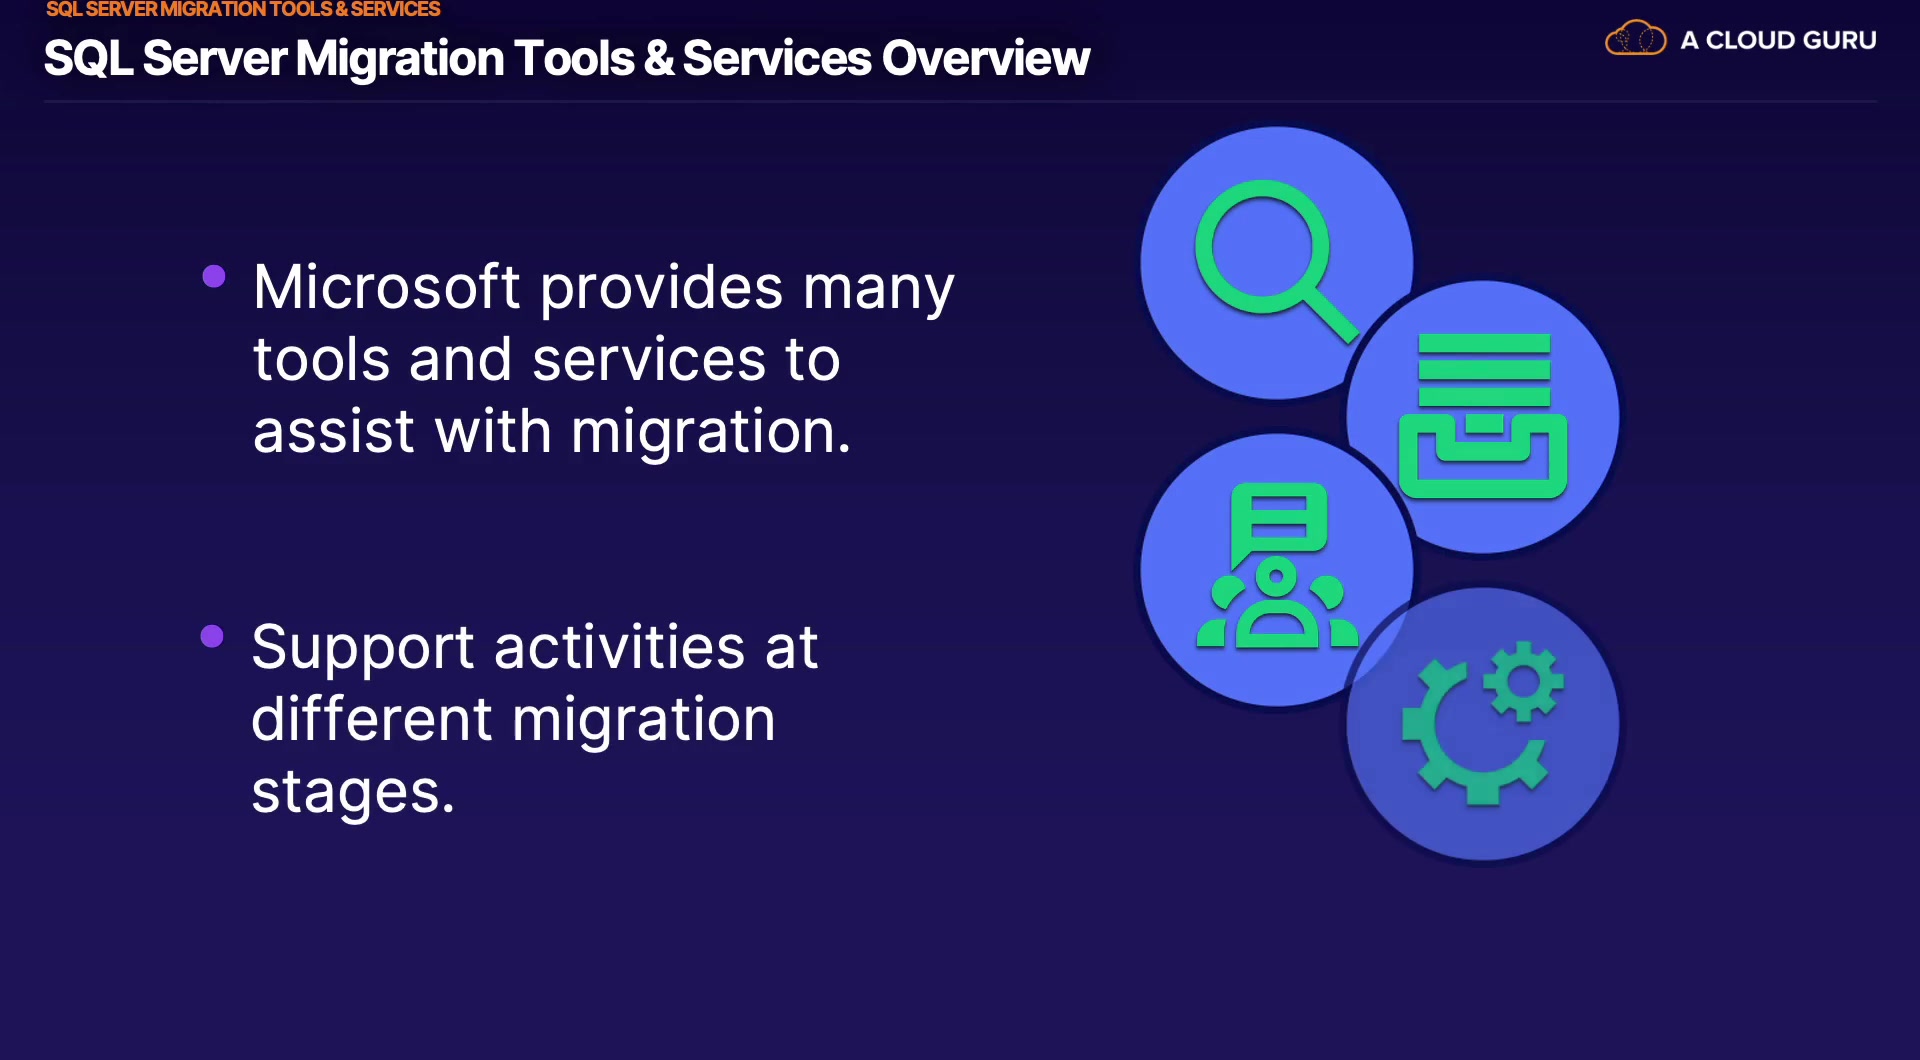 SQL SERVER MIGRATION TOOLS & SERVICES
SQL Server Migration Tools & Services Overview
A CLOUD GURU
• Microsoft provides many
tools and services to
assist with migration.
• Support activities at
different migration
stages.